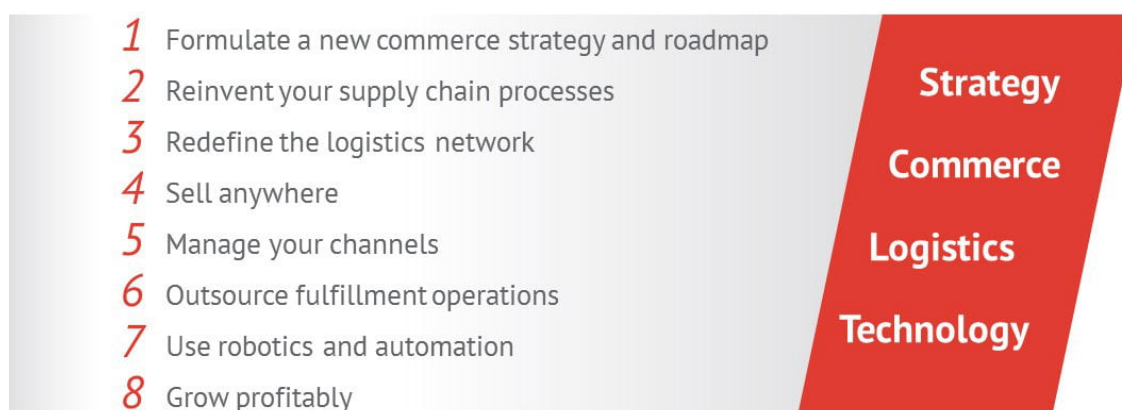 1 Formulate a new commerce strategy and roadmap
2 Reinvent your supply chain processes
3 Redefine the logistics network
4 Sell anywhere
5 Manage your channels
6 Outsource fulfillment operations
7 Use robotics and automation
8 Grow profitably
Strategy
Commerce
Logistics
Technology